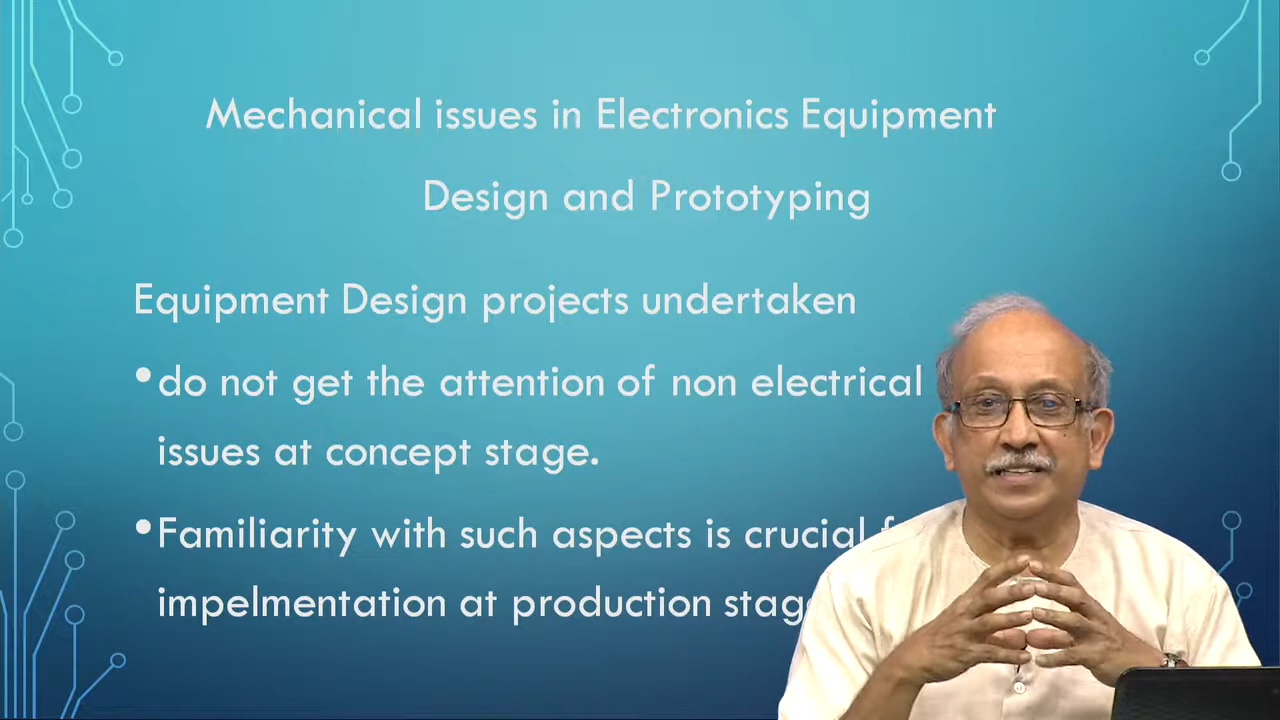 Mechanical issues in Electronics Equipment
Design and Prototyping
Equipment Design projects undertaken
•do not get the attention of non electrical
issues at concept stage.
•Familiarity with such aspects is crucial
impelmentation at production